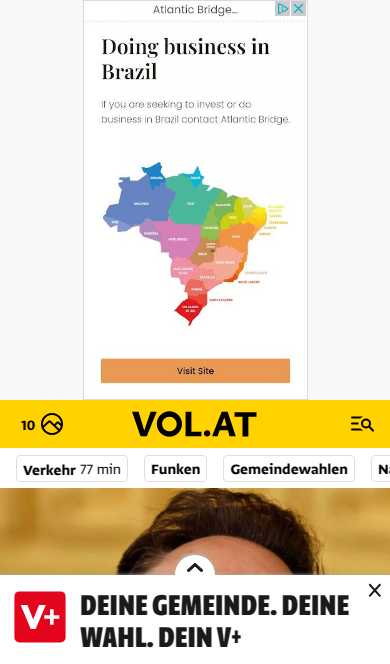 Atlantic Bridge...
Doing business in
Brazil
If you are seeking to invest or do
business in Brazil contact Atlantic Bridge.
Visit Site
10
VOL.AT
Verkehr 77 min
Funken
Gemeindewahlen
V+
DEINE GEMEINDE. DEINE
WAHL. DEIN V+